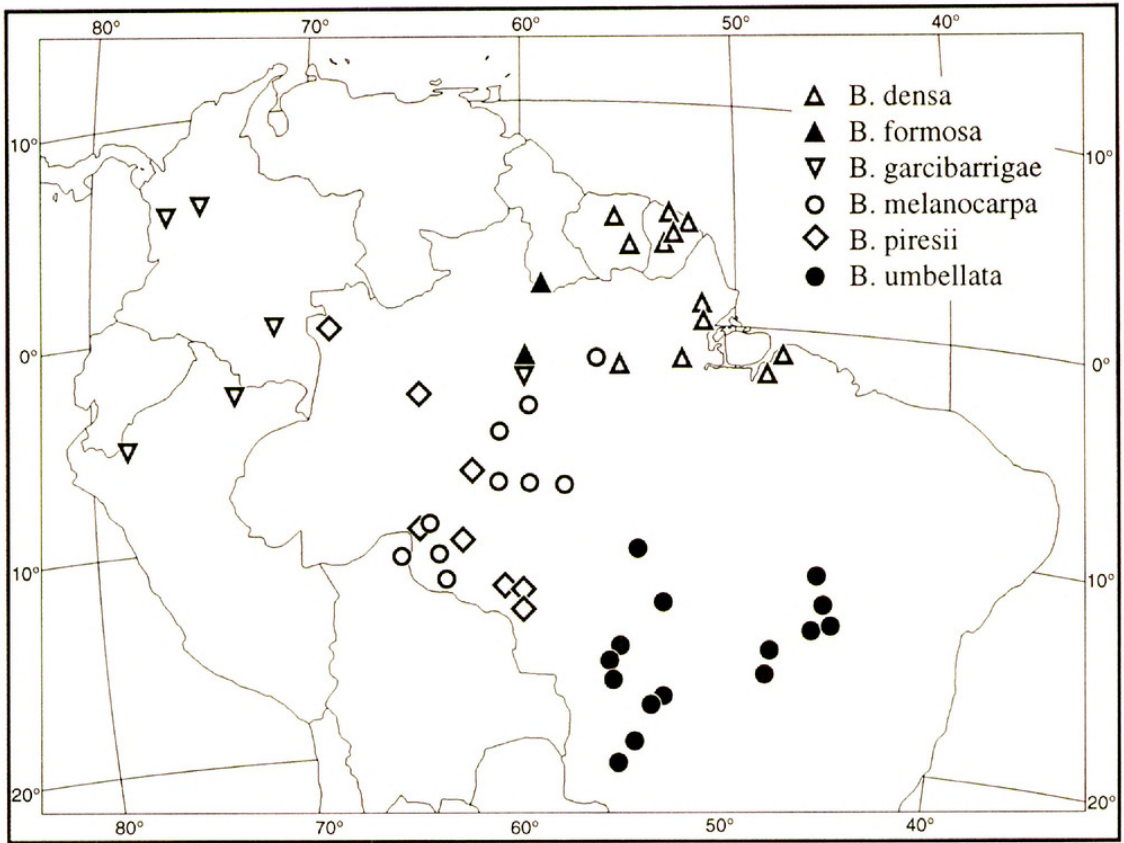 80° 70° 60° 50° 40°
B. densa
B. formosa
B. garcibarrigae
B. melanocarpa
B. piresii
B. umbellata
10° 10°
0° 0°
10° 10°
20° 20°
80° 70° 60° 50° 40°